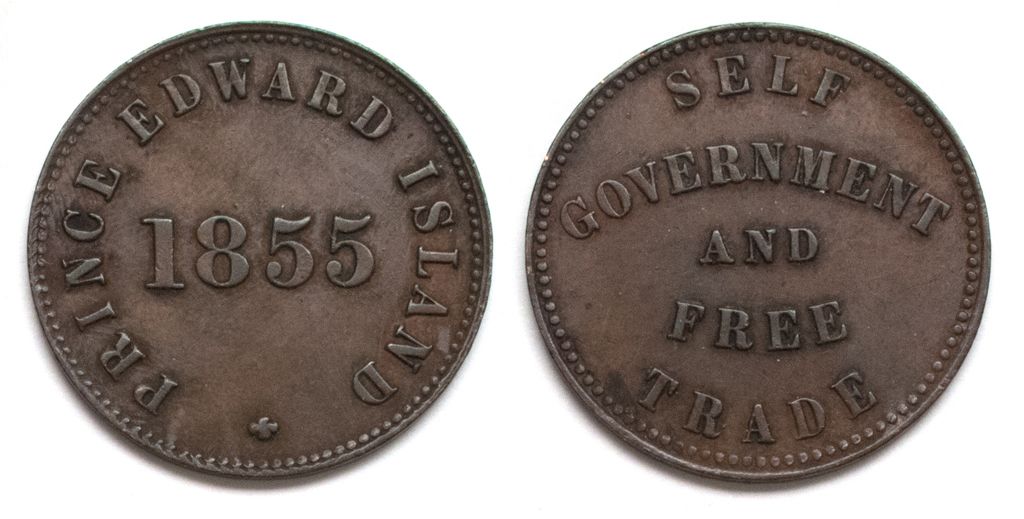 PRINCE EDWARD ISLAND
1855
SELF
GOVERNMENT
AND
FREE
TRADE